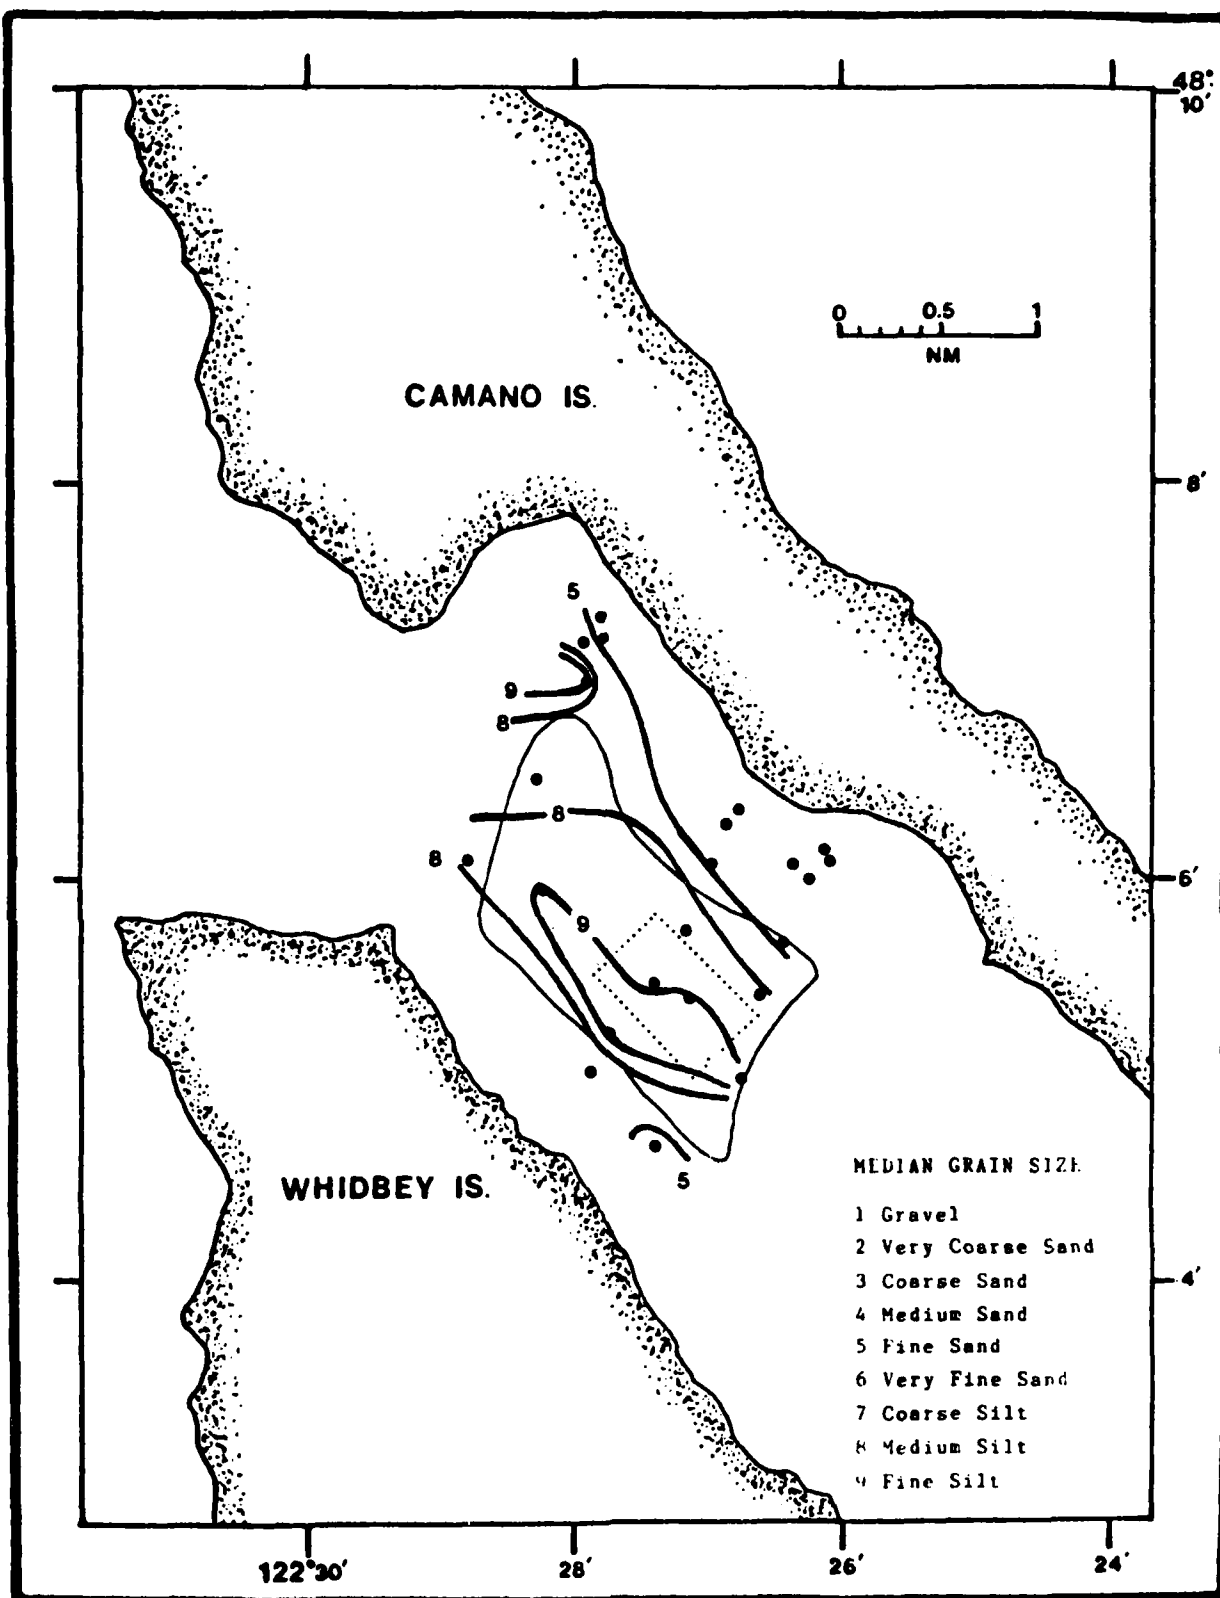 48°
10'
0 0.5 1
NM
CAMANO IS.
8'
5
9
8
8
8
6'
9
5
WHIDBEY IS.
MEDIAN GRAIN SIZE
1 Gravel
2 Very Coarse Sand
3 Coarse Sand
4 Medium Sand
5 Fine Sand
6 Very Fine Sand
7 Coarse Silt
8 Medium Silt
9 Fine Silt
4'
122°30' 28' 26' 24'